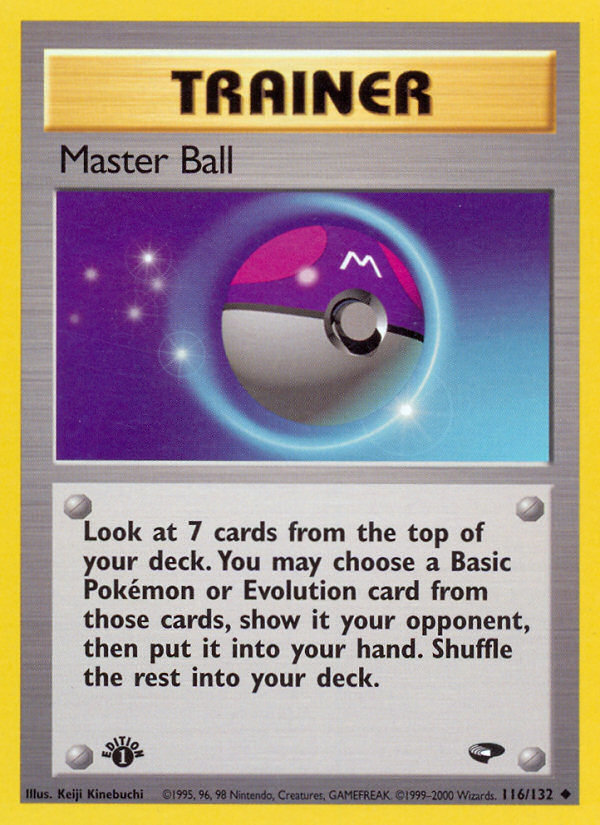 TRAINER
Master Ball
M
Look at 7 cards from the top of
your deck. You may choose a Basic
Pokémon or Evolution card from
those cards, show it your opponent,
then put it into your hand. Shuffle
the rest into your deck.
EDITION
1
Illus. Keiji Kinebuchi ©1995, 96, 98 Nintendo, Creatures, GAMEFREAK. ©1999–2000 Wizards. 116/132 ◆